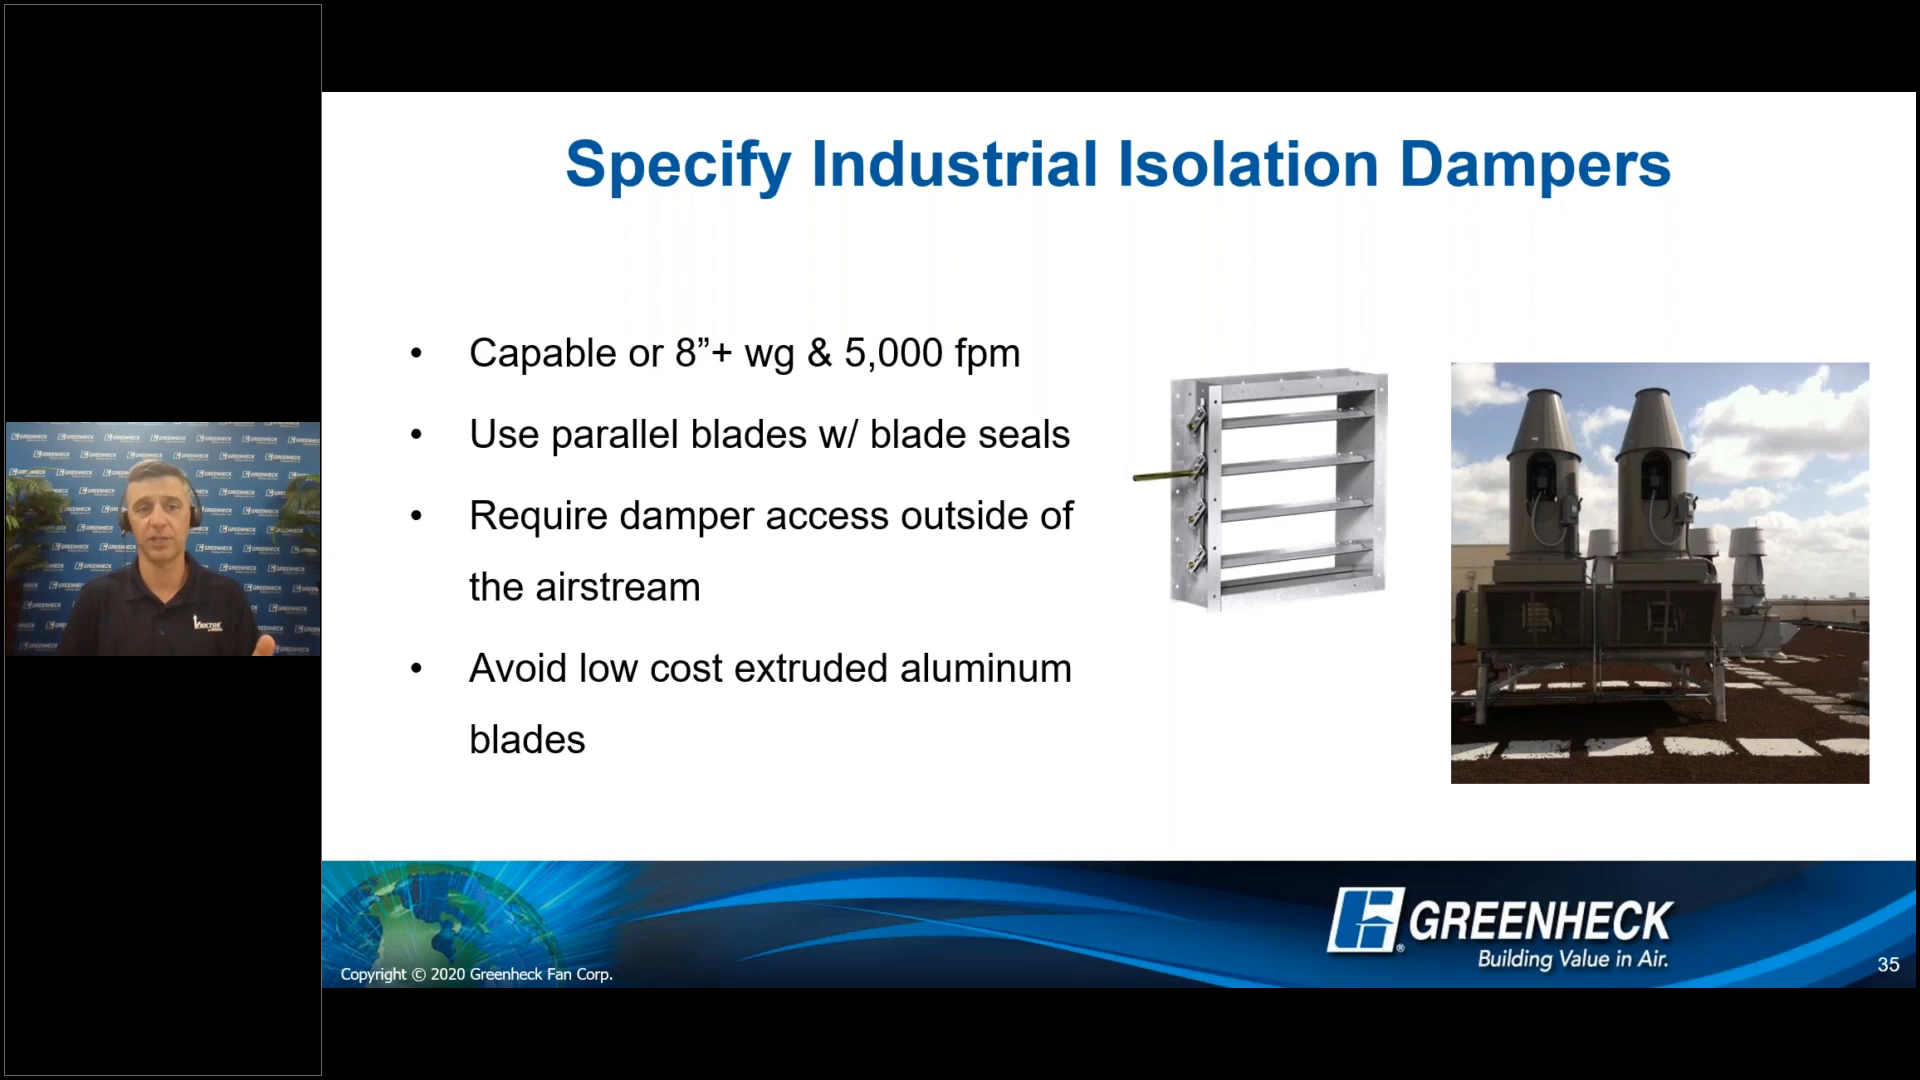 Specify Industrial Isolation Dampers
• Capable or 8”+ wg & 5,000 fpm
• Use parallel blades w/ blade seals
• Require damper access outside of
the airstream
• Avoid low cost extruded aluminum
blades
GREENHECK
VEKTOR
GREENHECK®
Building Value in Air.
Copyright © 2020 Greenheck Fan Corp.
35